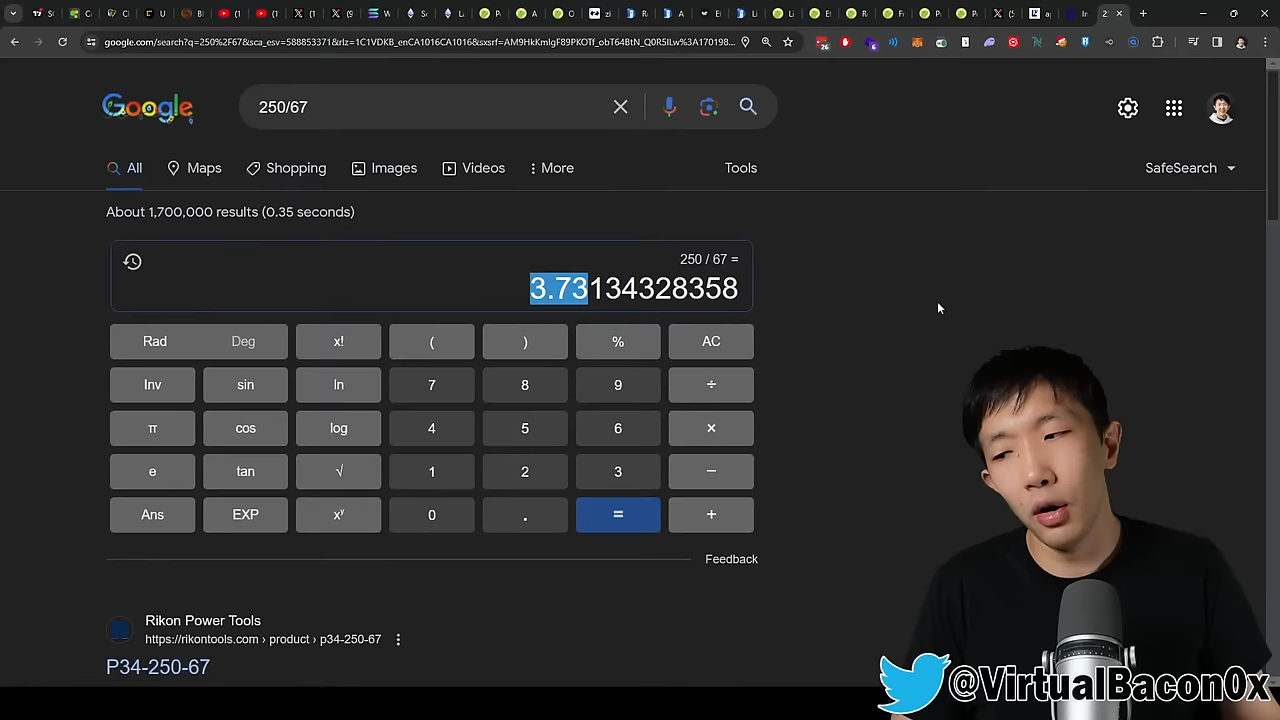 google.com/search?q=250%2F67&sca_esv=588853371&rlz=1C1VDKB_enCA1016CA1016&sxsrf=AM9HkKmIgF89PKOTf_obT64BtN_Q0R5ILw%3A170198...
Google
250/67
All
Maps
Shopping
Images
Videos
More
Tools
SafeSearch
About 1,700,000 results (0.35 seconds)
250 / 67 =
3.73134328358
Rad
Deg
x!
(
)
%
AC
Inv
sin
ln
7
8
9
÷
π
cos
log
4
5
6
×
e
tan
√
1
2
3
−
Ans
EXP
xʸ
0
.
=
+
Feedback
Rikon Power Tools
https://rikontools.com › product › p34-250-67
P34-250-67
@VirtualBacon0x